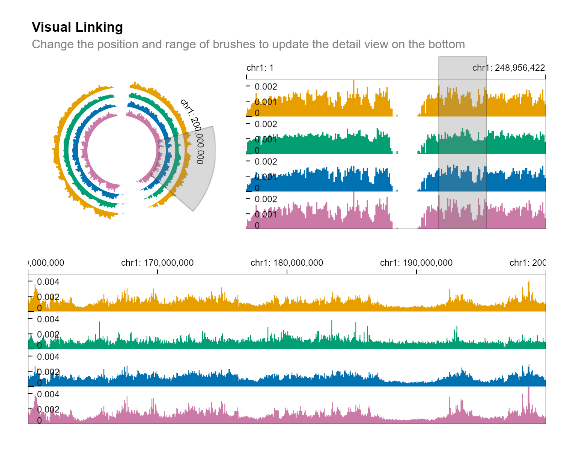 Visual Linking
Change the position and range of brushes to update the detail view on the bottom
chr1: 200,000,000
chr1: 1
chr1: 248,956,422
0.002
0.001
0
0.002
0.001
0
0.002
0.001
0
0.002
0.001
0
,000,000
chr1: 170,000,000
chr1: 180,000,000
chr1: 190,000,000
chr1: 200
0.004
0.002
0
0.004
0.002
0
0.004
0.002
0
0.004
0.002
0